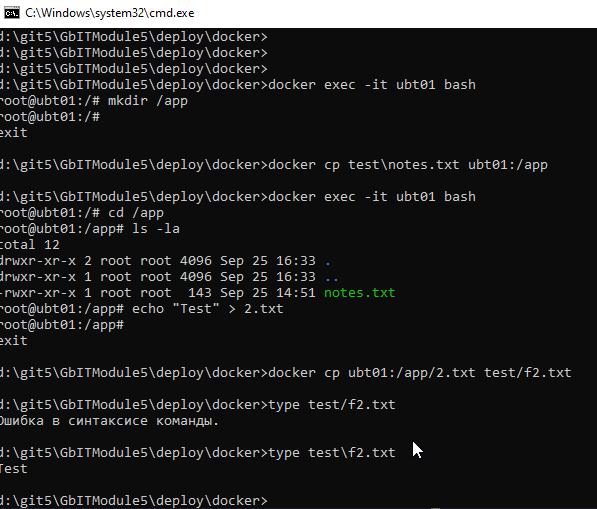 C:\Windows\system32\cmd.exe
d:\git5\GbITModule5\deploy\docker>
d:\git5\GbITModule5\deploy\docker>
d:\git5\GbITModule5\deploy\docker>
d:\git5\GbITModule5\deploy\docker>docker exec -it ubt01 bash
root@ubt01:/# mkdir /app
root@ubt01:/#
exit
d:\git5\GbITModule5\deploy\docker>docker cp test\notes.txt ubt01:/app
d:\git5\GbITModule5\deploy\docker>docker exec -it ubt01 bash
root@ubt01:/# cd /app
root@ubt01:/app# ls -la
total 12
drwxr-xr-x 2 root root 4096 Sep 25 16:33 .
drwxr-xr-x 1 root root 4096 Sep 25 16:33 ..
-rwxr-xr-x 1 root root  143 Sep 25 14:51 notes.txt
root@ubt01:/app# echo "Test" > 2.txt
root@ubt01:/app#
exit
d:\git5\GbITModule5\deploy\docker>docker cp ubt01:/app/2.txt test/f2.txt
d:\git5\GbITModule5\deploy\docker>type test/f2.txt
Ошибка в синтаксисе команды.
d:\git5\GbITModule5\deploy\docker>type test\f2.txt
Test
d:\git5\GbITModule5\deploy\docker>